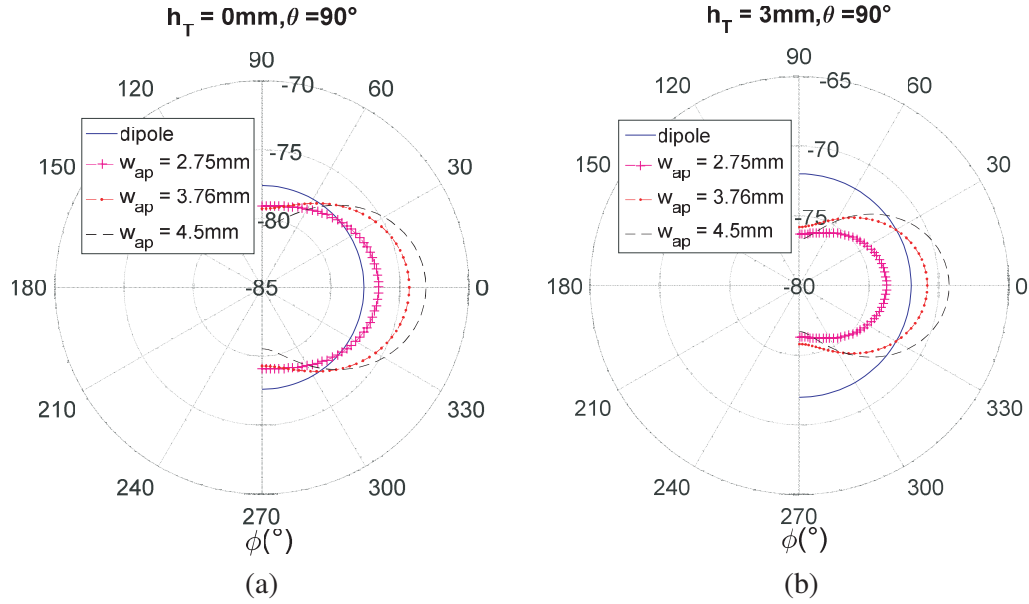 h_T = 0mm,θ =90°
90
-70
120
60
-75
dipole
w_ap = 2.75mm
w_ap = 3.76mm
w_ap = 4.5mm
150
30
-80
180
-85
0
210
330
240
300
270
ϕ(°)
(a)
h_T = 3mm,θ =90°
90
-65
120
60
-70
dipole
w_ap = 2.75mm
w_ap = 3.76mm
w_ap = 4.5mm
150
30
-75
180
-80
0
210
330
240
300
270
ϕ(°)
(b)